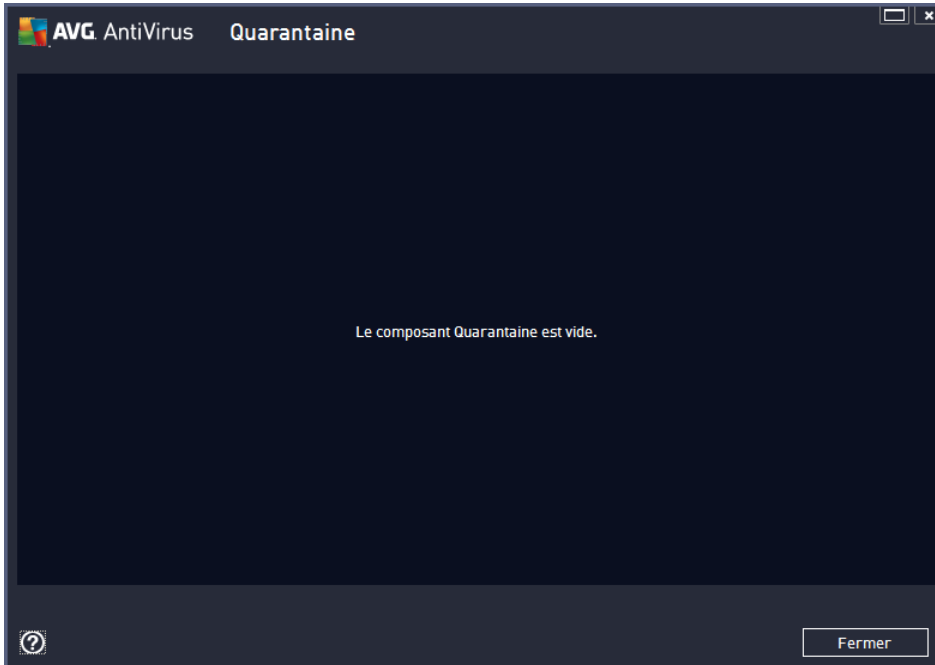 AVG. AntiVirus Quarantaine
Le composant Quarantaine est vide.
Fermer